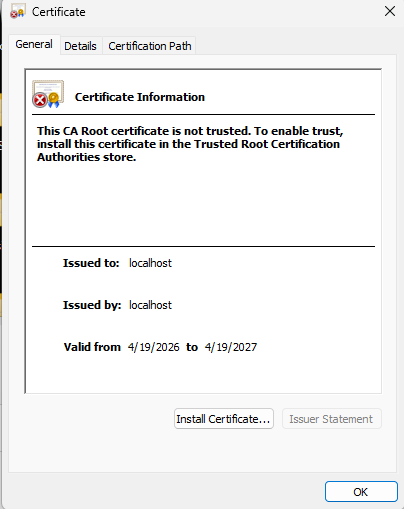 Certificate
General Details Certification Path
Certificate Information
This CA Root certificate is not trusted. To enable trust,
install this certificate in the Trusted Root Certification
Authorities store.
Issued to: localhost
Issued by: localhost
Valid from 4/19/2026 to 4/19/2027
Install Certificate... Issuer Statement
OK